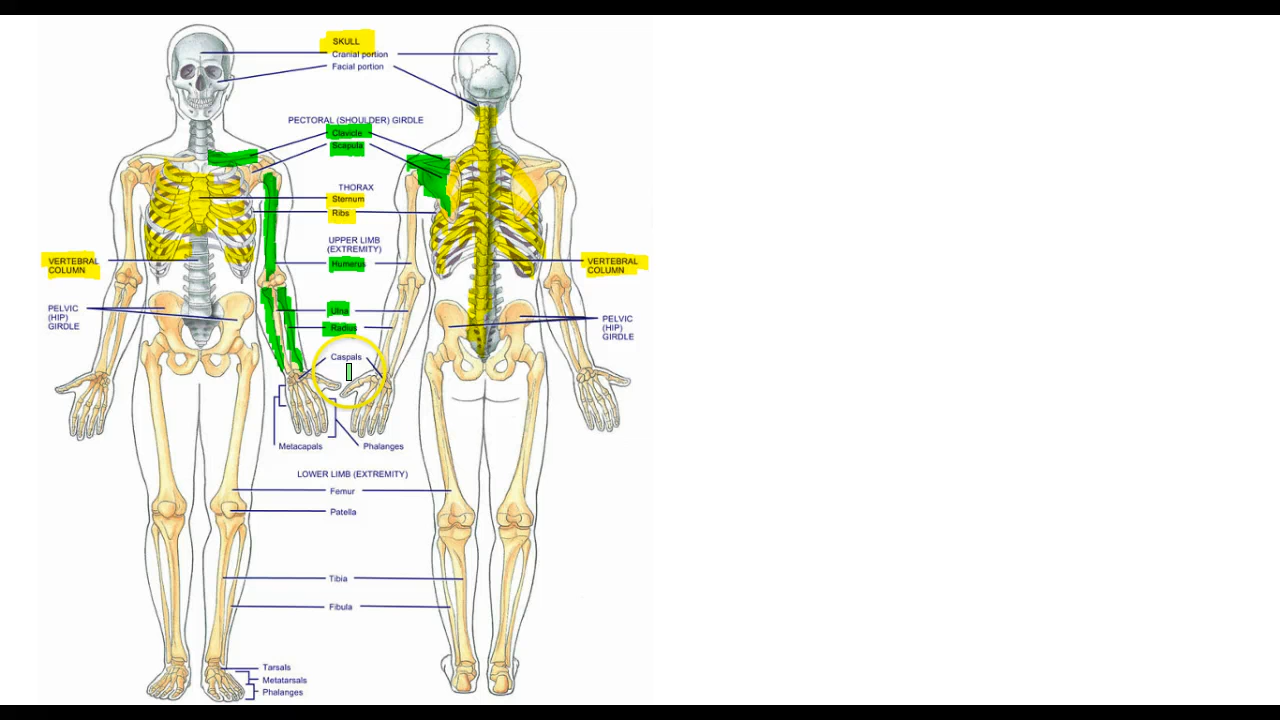 SKULL
Cranial portion
Facial portion
PECTORAL (SHOULDER) GIRDLE
Clavicle
Scapula
THORAX
Sternum
Ribs
UPPER LIMB
(EXTREMITY)
VERTEBRAL
COLUMN
Humerus
VERTEBRAL
COLUMN
PELVIC
(HIP)
GIRDLE
Ulna
Radius
PELVIC
(HIP)
GIRDLE
Caspals
Metacapals
Phalanges
LOWER LIMB (EXTREMITY)
Femur
Patella
Tibia
Fibula
Tarsals
Metatarsals
Phalanges